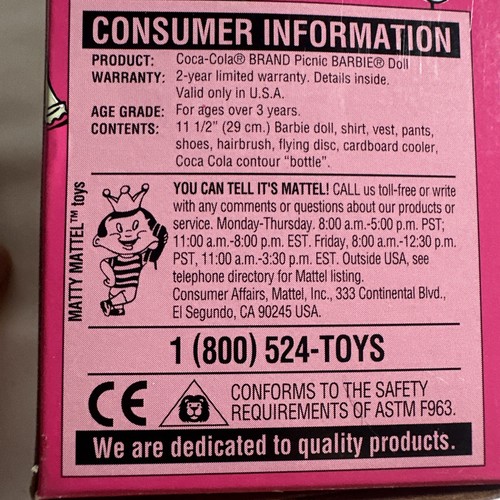 CONSUMER INFORMATION
PRODUCT: Coca-Cola® BRAND Picnic BARBIE® Doll
WARRANTY: 2-year limited warranty. Details inside.
Valid only in U.S.A.
AGE GRADE: For ages over 3 years.
CONTENTS: 11 1/2" (29 cm.) Barbie doll, shirt, vest, pants,
shoes, hairbrush, flying disc, cardboard cooler,
Coca Cola contour "bottle".
MATTY MATTEL™ toys
YOU CAN TELL IT'S MATTEL! CALL us toll-free or write
with any comments or questions about our products or
service. Monday-Thursday. 8:00 a.m.-5:00 p.m. PST;
11:00 a.m.-8:00 p.m. EST. Friday, 8:00 a.m.-12:30 p.m.
PST, 11:00 a.m.-3:30 p.m. EST. Outside USA, see
telephone directory for Mattel listing.
Consumer Affairs, Mattel, Inc., 333 Continental Blvd.,
El Segundo, CA 90245 USA.
1 (800) 524-TOYS
CE
CONFORMS TO THE SAFETY
REQUIREMENTS OF ASTM F963.
We are dedicated to quality products.